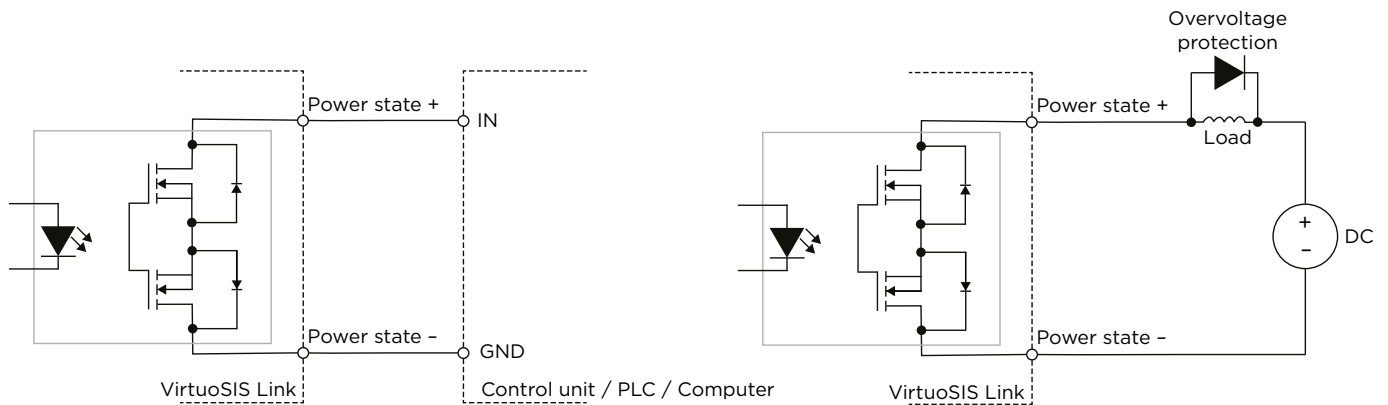 Power state +
IN
Power state –
GND
VirtuoSIS Link
Control unit / PLC / Computer
Overvoltage
protection
Power state +
Load
+
–
DC
Power state –
VirtuoSIS Link